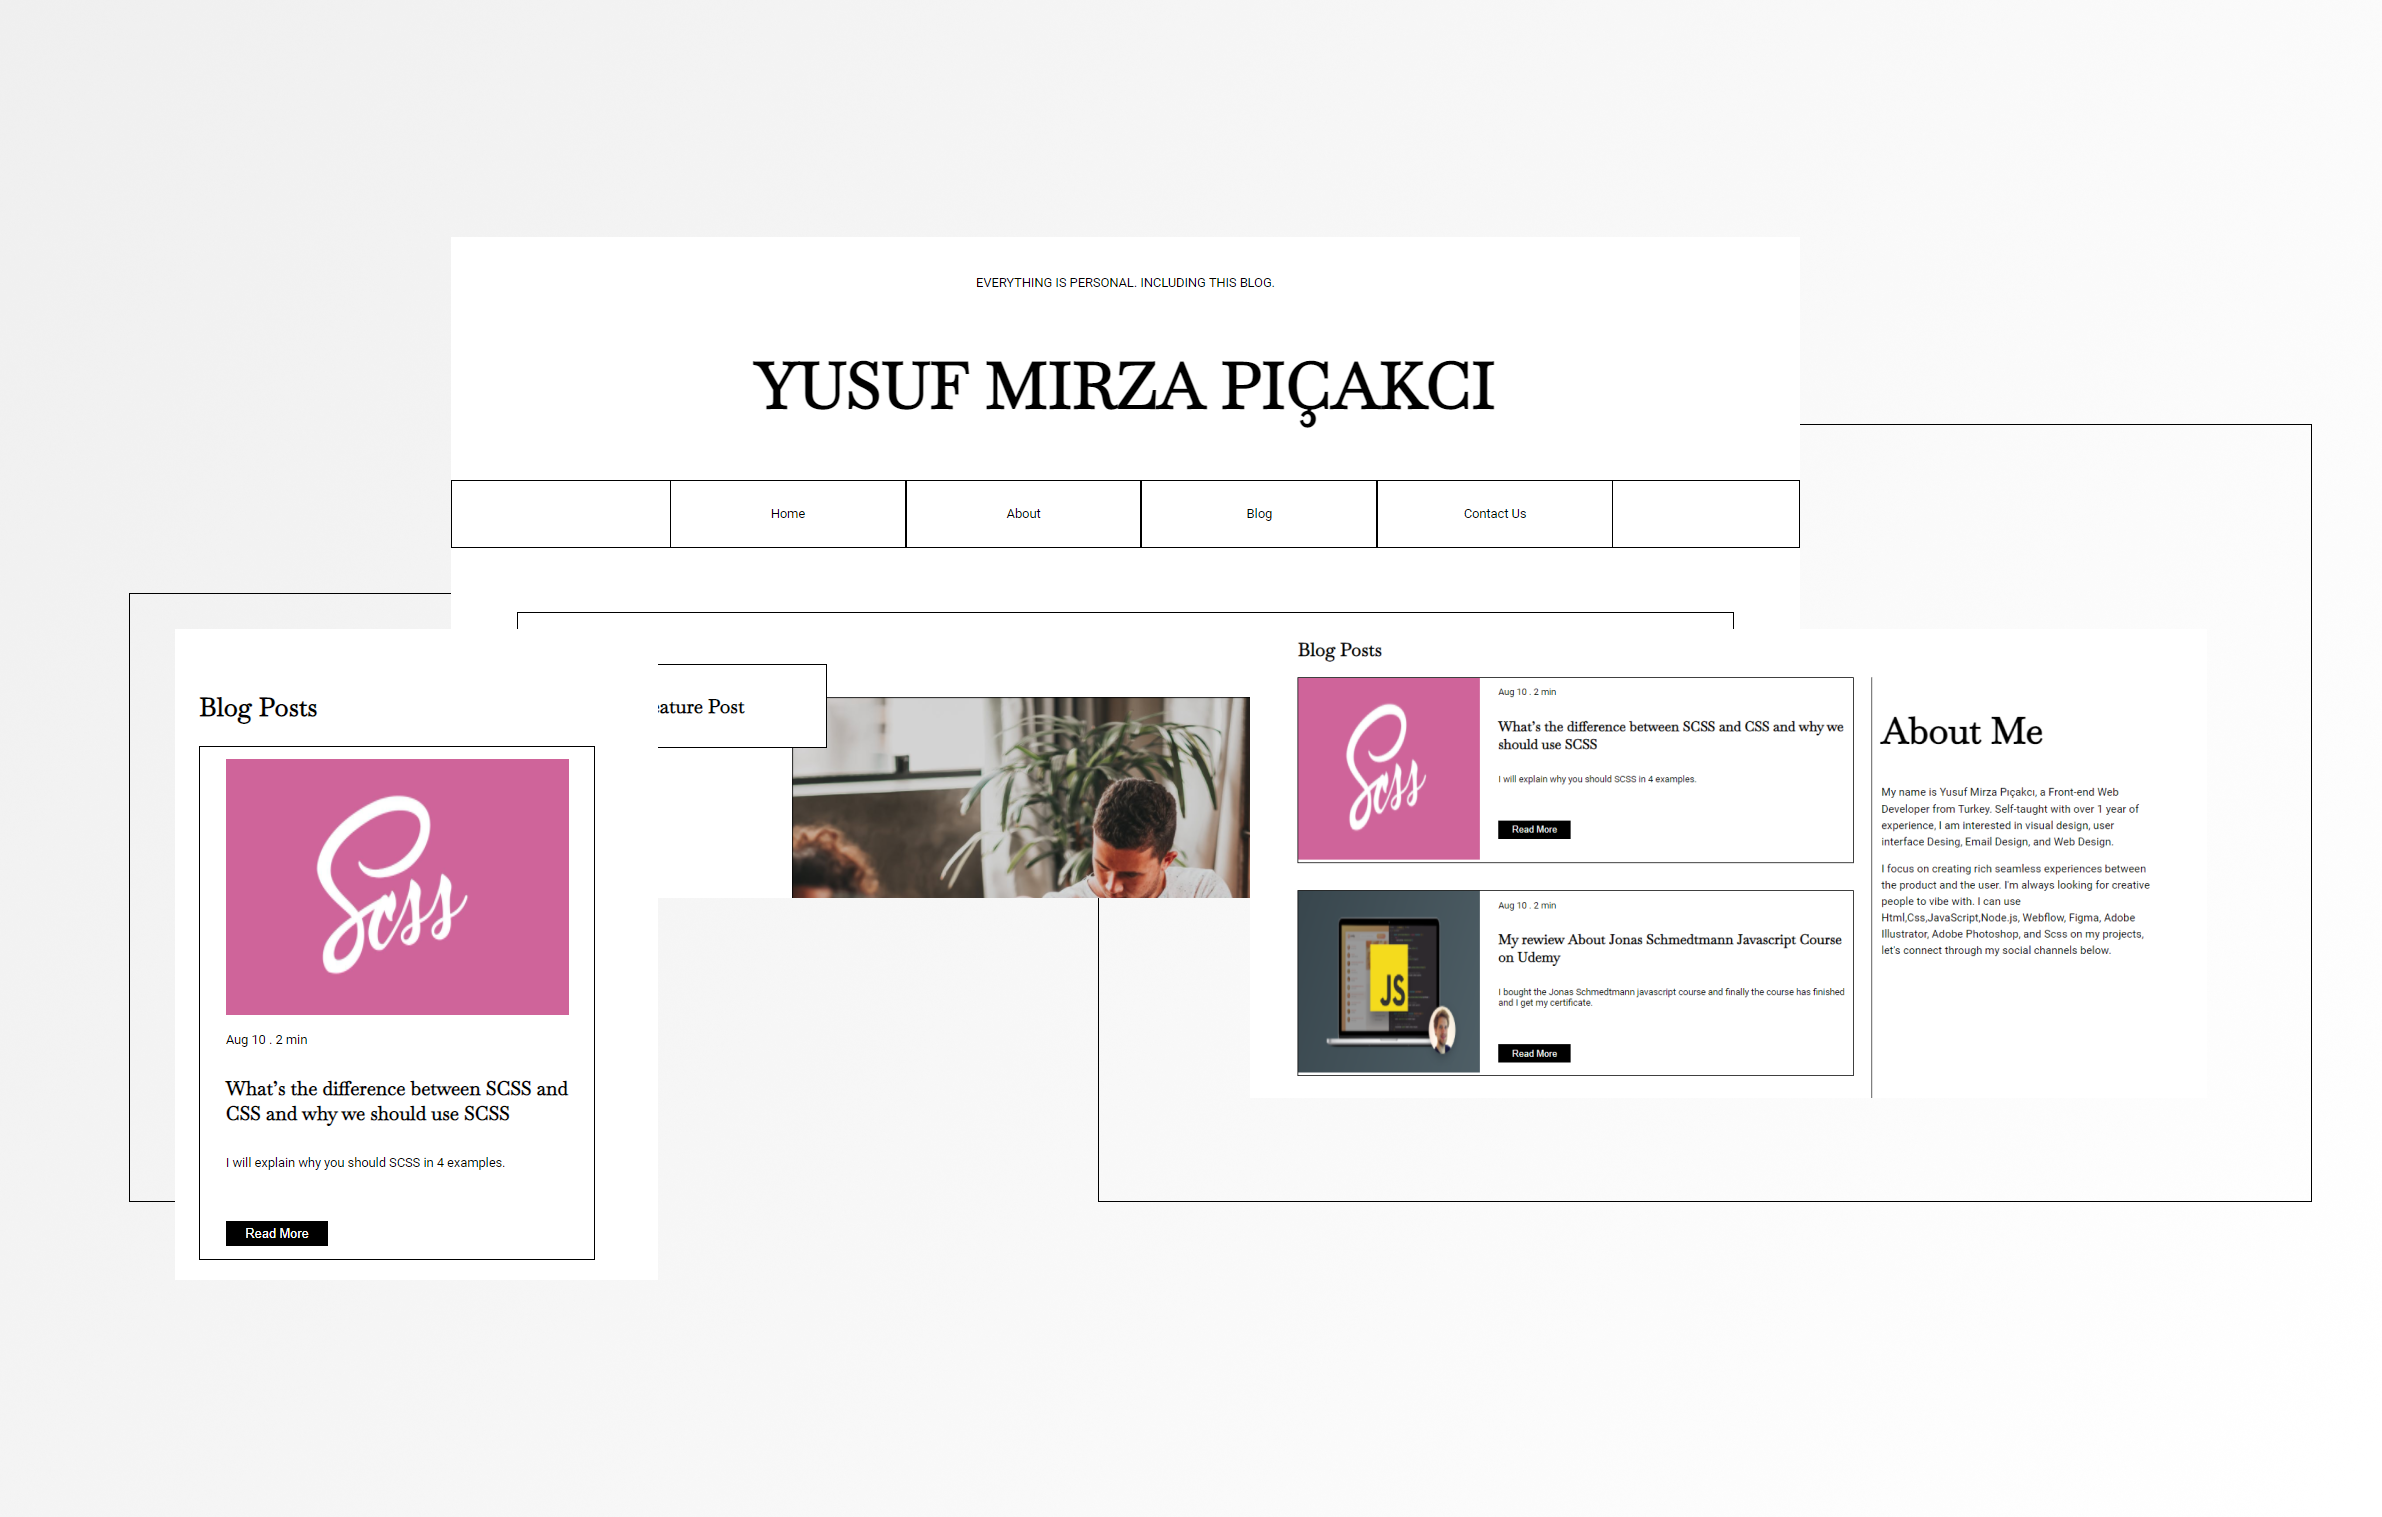 EVERYTHING IS PERSONAL. INCLUDING THIS BLOG.
YUSUF MIRZA PIÇAKCI
Home
About
Blog
Contact Us
Blog Posts
Scss
Aug 10 . 2 min
What's the difference between SCSS and
CSS and why we should use SCSS
I will explain why you should SCSS in 4 examples.
Read More
eature Post
Blog Posts
Scss
Aug 10 . 2 min
What's the difference between SCSS and CSS and why we
should use SCSS
I will explain why you should SCSS in 4 examples.
Read More
JS
Aug 10 . 2 min
My rewiew About Jonas Schmedtmann Javascript Course
on Udemy
I bought the Jonas Schmedtmann javascript course and finally the course has finished
and I get my certificate.
Read More
About Me
My name is Yusuf Mirza Pıçakcı, a Front-end Web
Developer from Turkey. Self-taught with over 1 year of
experience, I am interested in visual design, user
interface Desing, Email Design, and Web Design.
I focus on creating rich seamless experiences between
the product and the user. I'm always looking for creative
people to vibe with. I can use
Html,Css,JavaScript,Node.js, Webflow, Figma, Adobe
Illustrator, Adobe Photoshop, and Scss on my projects,
let's connect through my social channels below.